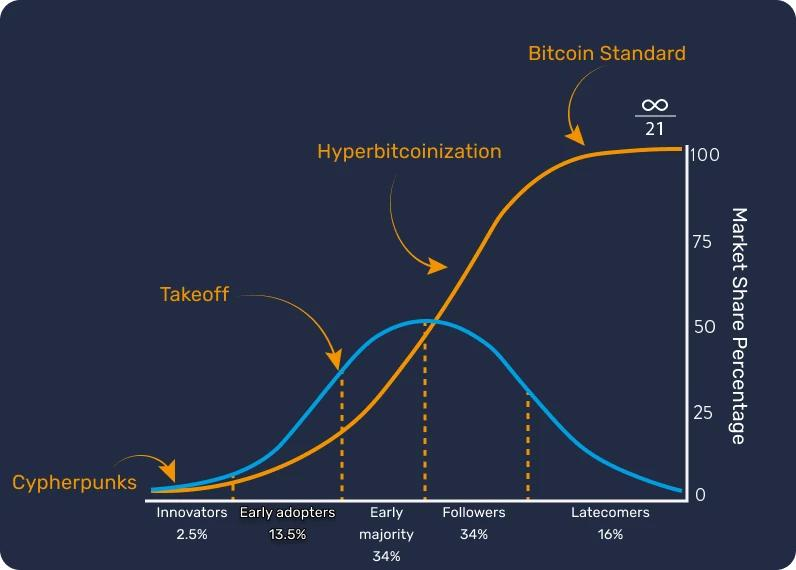 Bitcoin Standard
∞
21
Hyperbitcoinization
100
75
Takeoff
50
Market Share Percentage
25
Cypherpunks
0
Innovators
2.5%
Early adopters
13.5%
Early
majority
34%
Followers
34%
Latecomers
16%